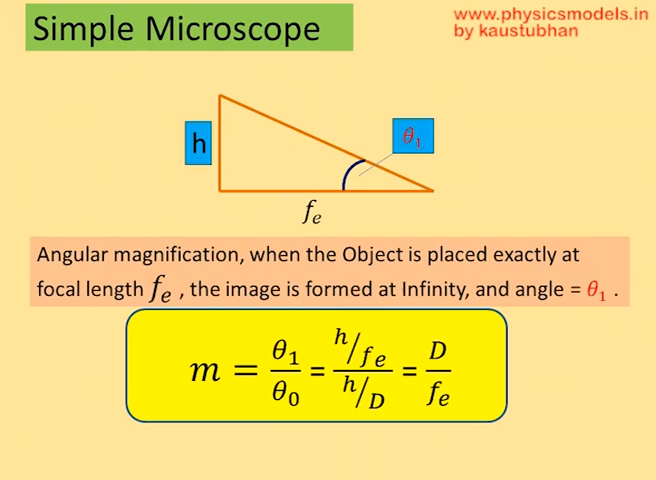 Simple Microscope
www.physicsmodels.in
by kaustubhan
h
θ₁
fₑ
Angular magnification, when the Object is placed exactly at
focal length fₑ , the image is formed at Infinity, and angle = θ₁ .
m = θ₁/θ₀ = (h/fₑ)/(h/D) = D/fₑ